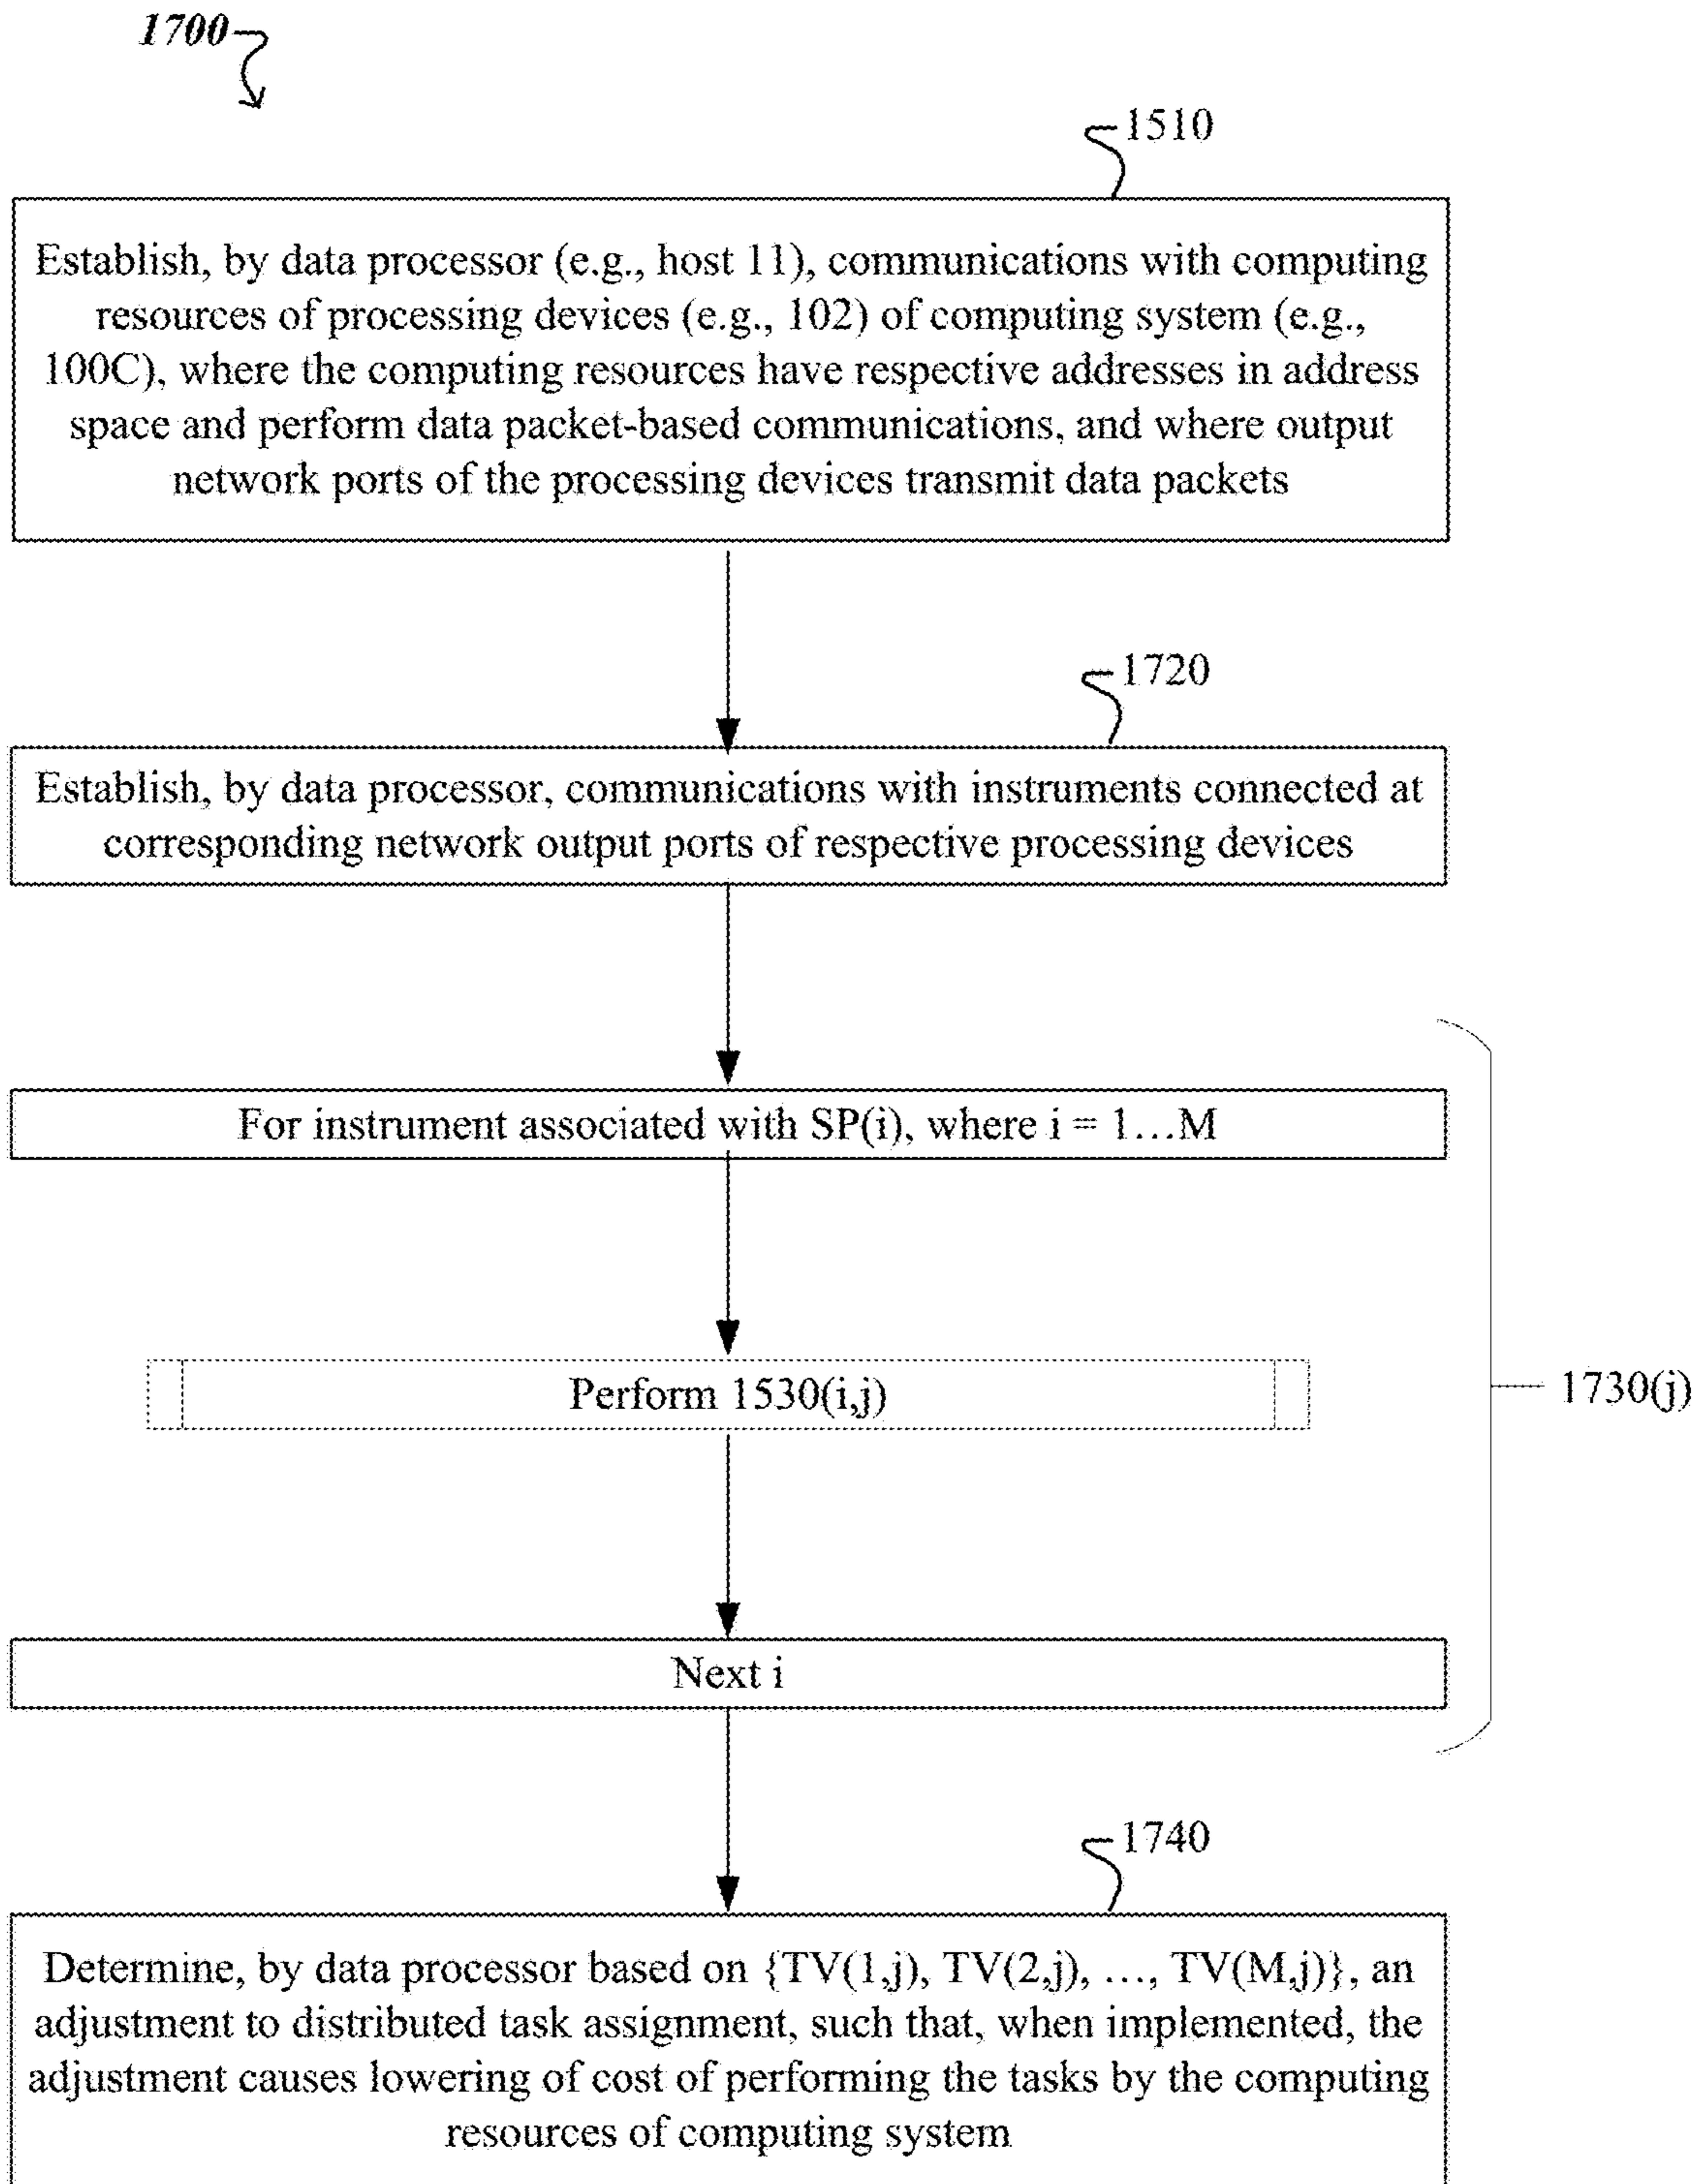 1700
1510
Establish, by data processor (e.g., host 11), communications with computing
resources of processing devices (e.g., 102) of computing system (e.g.,
100C), where the computing resources have respective addresses in address
space and perform data packet-based communications, and where output
network ports of the processing devices transmit data packets
1720
Establish, by data processor, communications with instruments connected at
corresponding network output ports of respective processing devices
For instrument associated with SP(i), where i = 1…M
Perform 1530(i,j)
1730(j)
Next i
1740
Determine, by data processor based on {TV(1,j), TV(2,j), …, TV(M,j)}, an
adjustment to distributed task assignment, such that, when implemented, the
adjustment causes lowering of cost of performing the tasks by the computing
resources of computing system